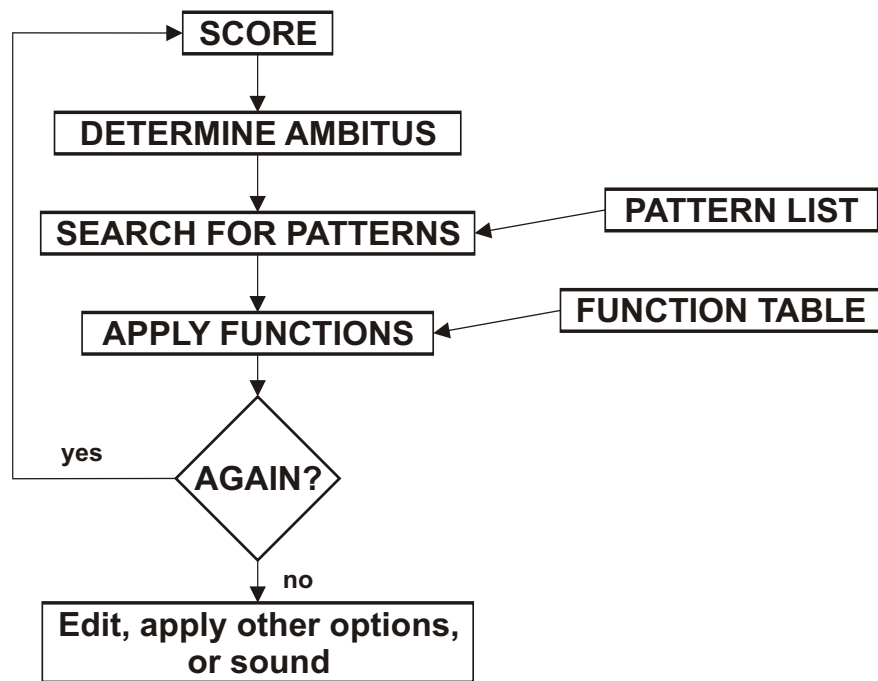 SCORE
DETERMINE AMBITUS
SEARCH FOR PATTERNS
PATTERN LIST
APPLY FUNCTIONS
FUNCTION TABLE
yes
AGAIN?
no
Edit, apply other options,
or sound